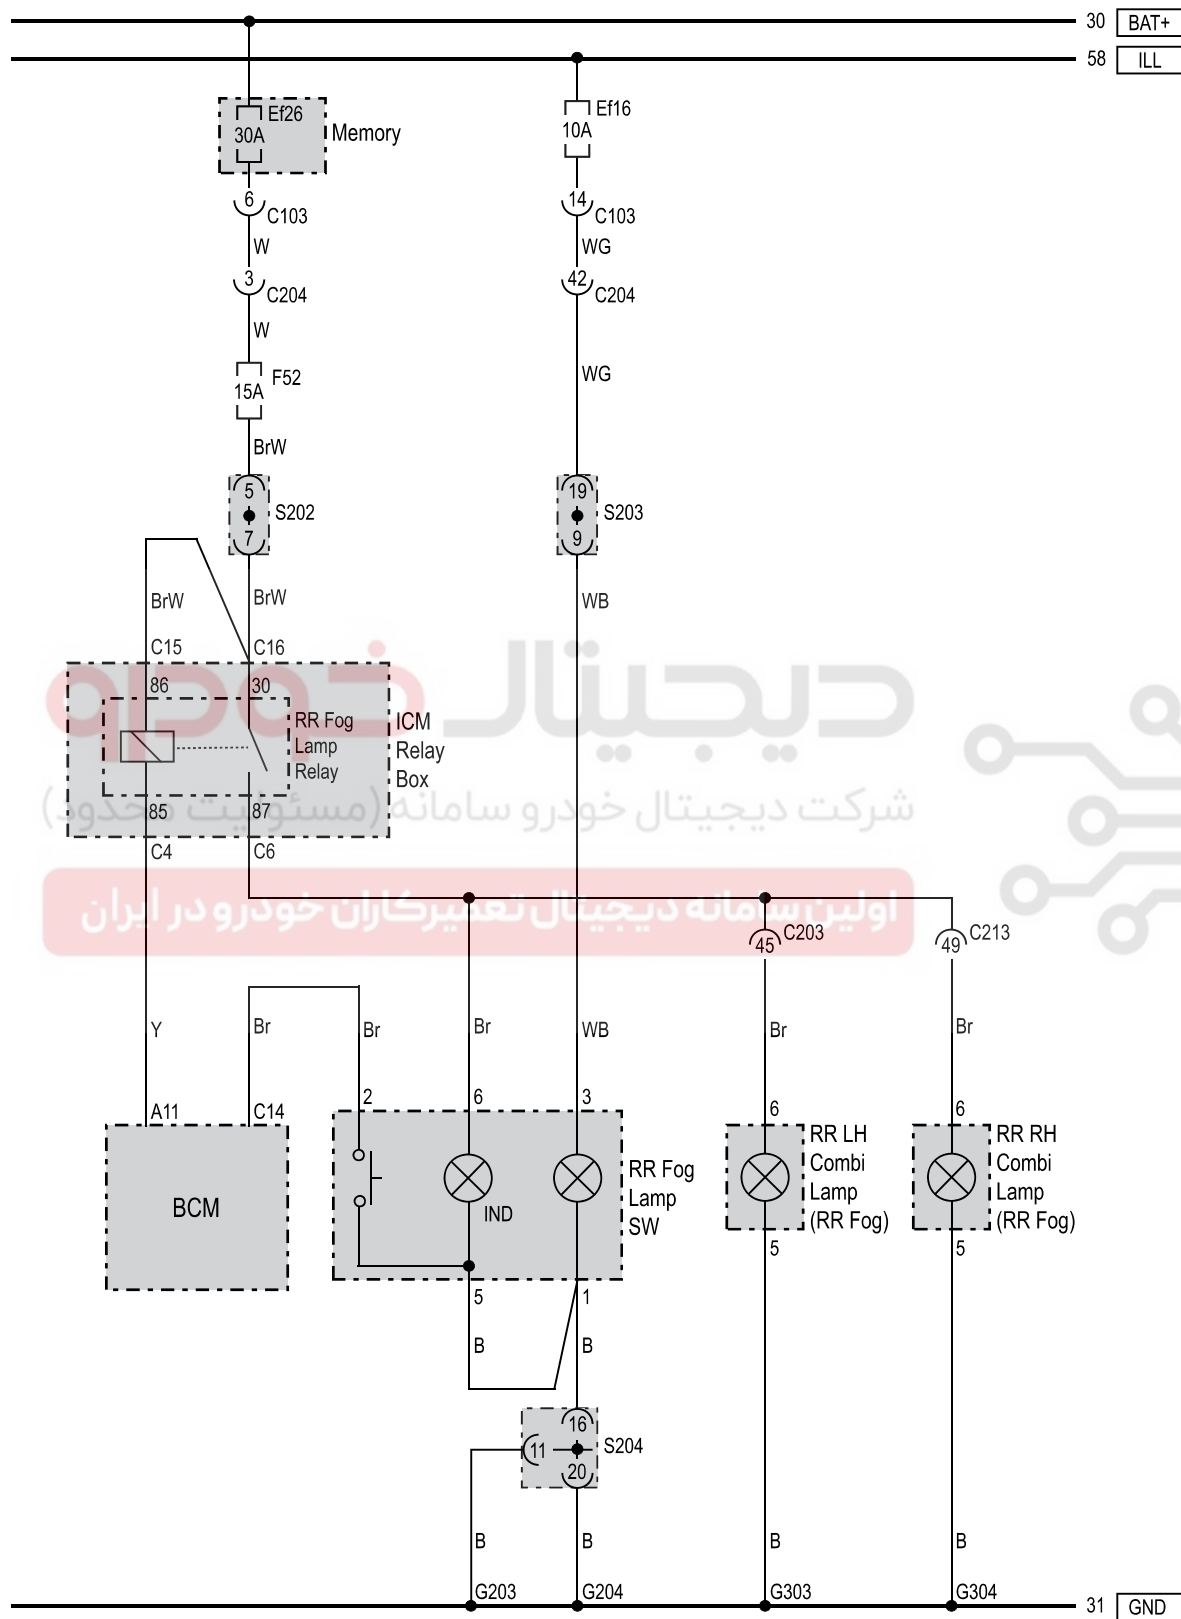 30 BAT+
58 ILL
Ef26
30A
Memory
Ef16
10A
6
C103
14
C103
W
WG
3
C204
42
C204
W
F52
15A
WG
BrW
5
S202
7
19
S203
9
BrW
BrW
WB
C15
C16
دیجیتال خودرو
86
30
RR Fog
Lamp
Relay
ICM
Relay
Box
شرکت دیجیتال خودرو سامانه (مسئولیت محدود)
85
87
C4
C6
اولین سامانه دیجیتال تعمیرکاران خودرو در ایران
45
C203
49
C213
Y
Br
Br
Br
WB
Br
Br
A11
C14
2
6
3
6
6
BCM
IND
RR Fog
Lamp
SW
RR LH
Combi
Lamp
(RR Fog)
RR RH
Combi
Lamp
(RR Fog)
5
1
5
5
B
B
16
11
S204
20
B
B
B
B
G203
G204
G303
G304
31 GND